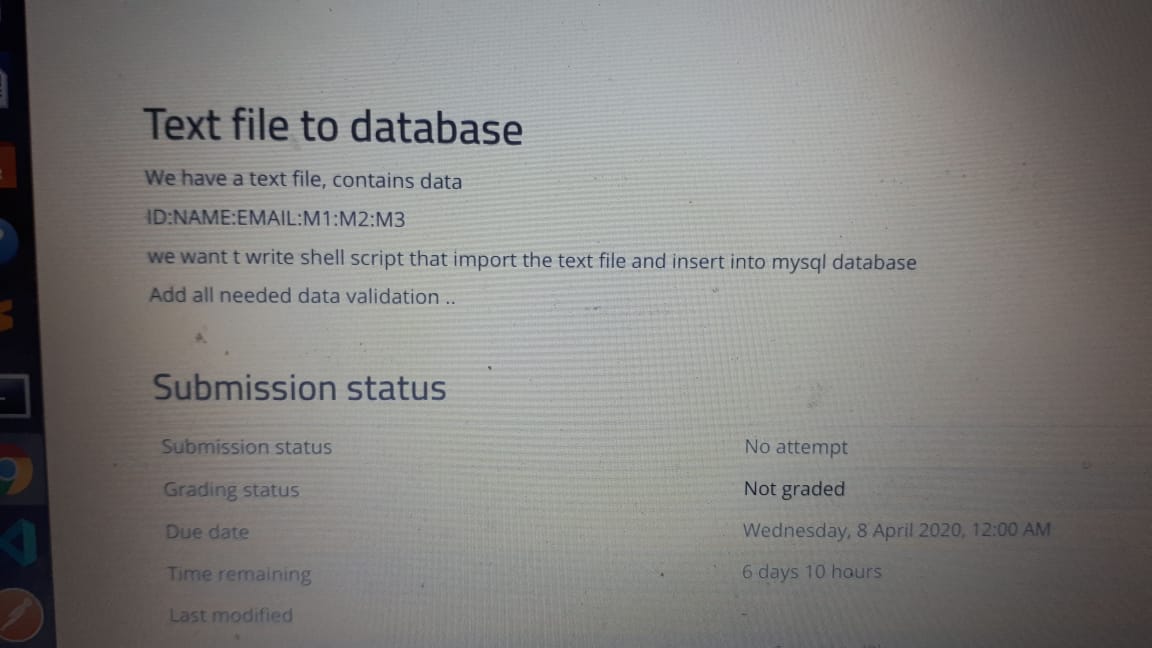 Text file to database
We have a text file, contains data
ID:NAME:EMAIL:M1:M2:M3
we want t write shell script that import the text file and insert into mysql database
Add all needed data validation ..
Submission status
Submission status No attempt
Grading status Not graded
Due date Wednesday, 8 April 2020, 12:00 AM
Time remaining 6 days 10 hours
Last modified -